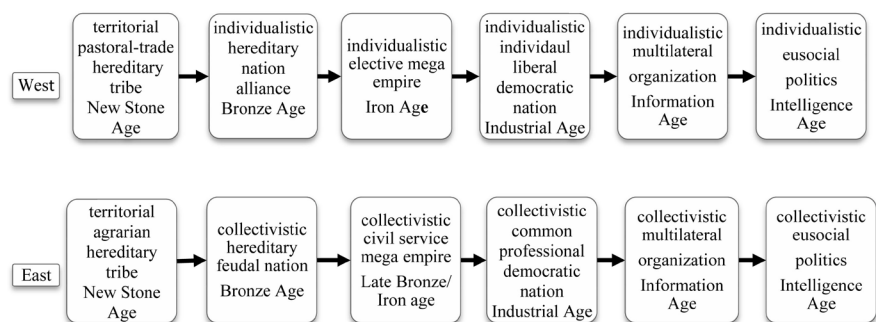 West
territorial
pastoral-trade
hereditary
tribe
New Stone
Age
individualistic
hereditary
nation
alliance
Bronze Age
individualistic
elective mega
empire
Iron Age
individualistic
individaul
liberal
democratic
nation
Industrial Age
individualistic
multilateral
organization
Information
Age
individualistic
eusocial
politics
Intelligence
Age
East
territorial
agrarian
hereditary
tribe
New Stone
Age
collectivistic
hereditary
feudal nation
Bronze Age
collectivistic
civil service
mega empire
Late Bronze/
Iron age
collectivistic
common
professional
democratic
nation
Industrial Age
collectivistic
multilateral
organization
Information
Age
collectivistic
eusocial
politics
Intelligence
Age